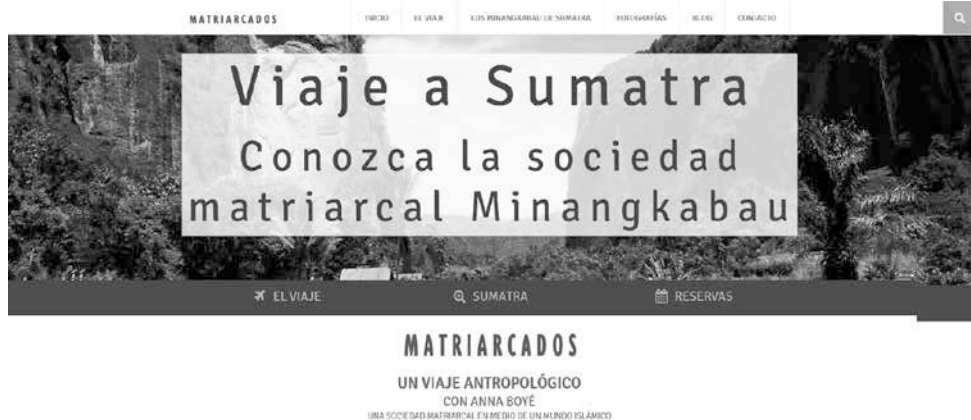 MATRIARCADOS INICIO EL VIAJE LOS MINANGKABAU DE SUMATRA FOTOGRAFÍAS BLOG CONTACTO
Viaje a Sumatra
Conozca la sociedad
matriarcal Minangkabau
EL VIAJE SUMATRA RESERVAS
MATRIARCADOS
UN VIAJE ANTROPOLÓGICO
CON ANNA BOYÉ
UNA SOCIEDAD MATRIARCAL EN MEDIO DE UN MUNDO ISLÁMICO